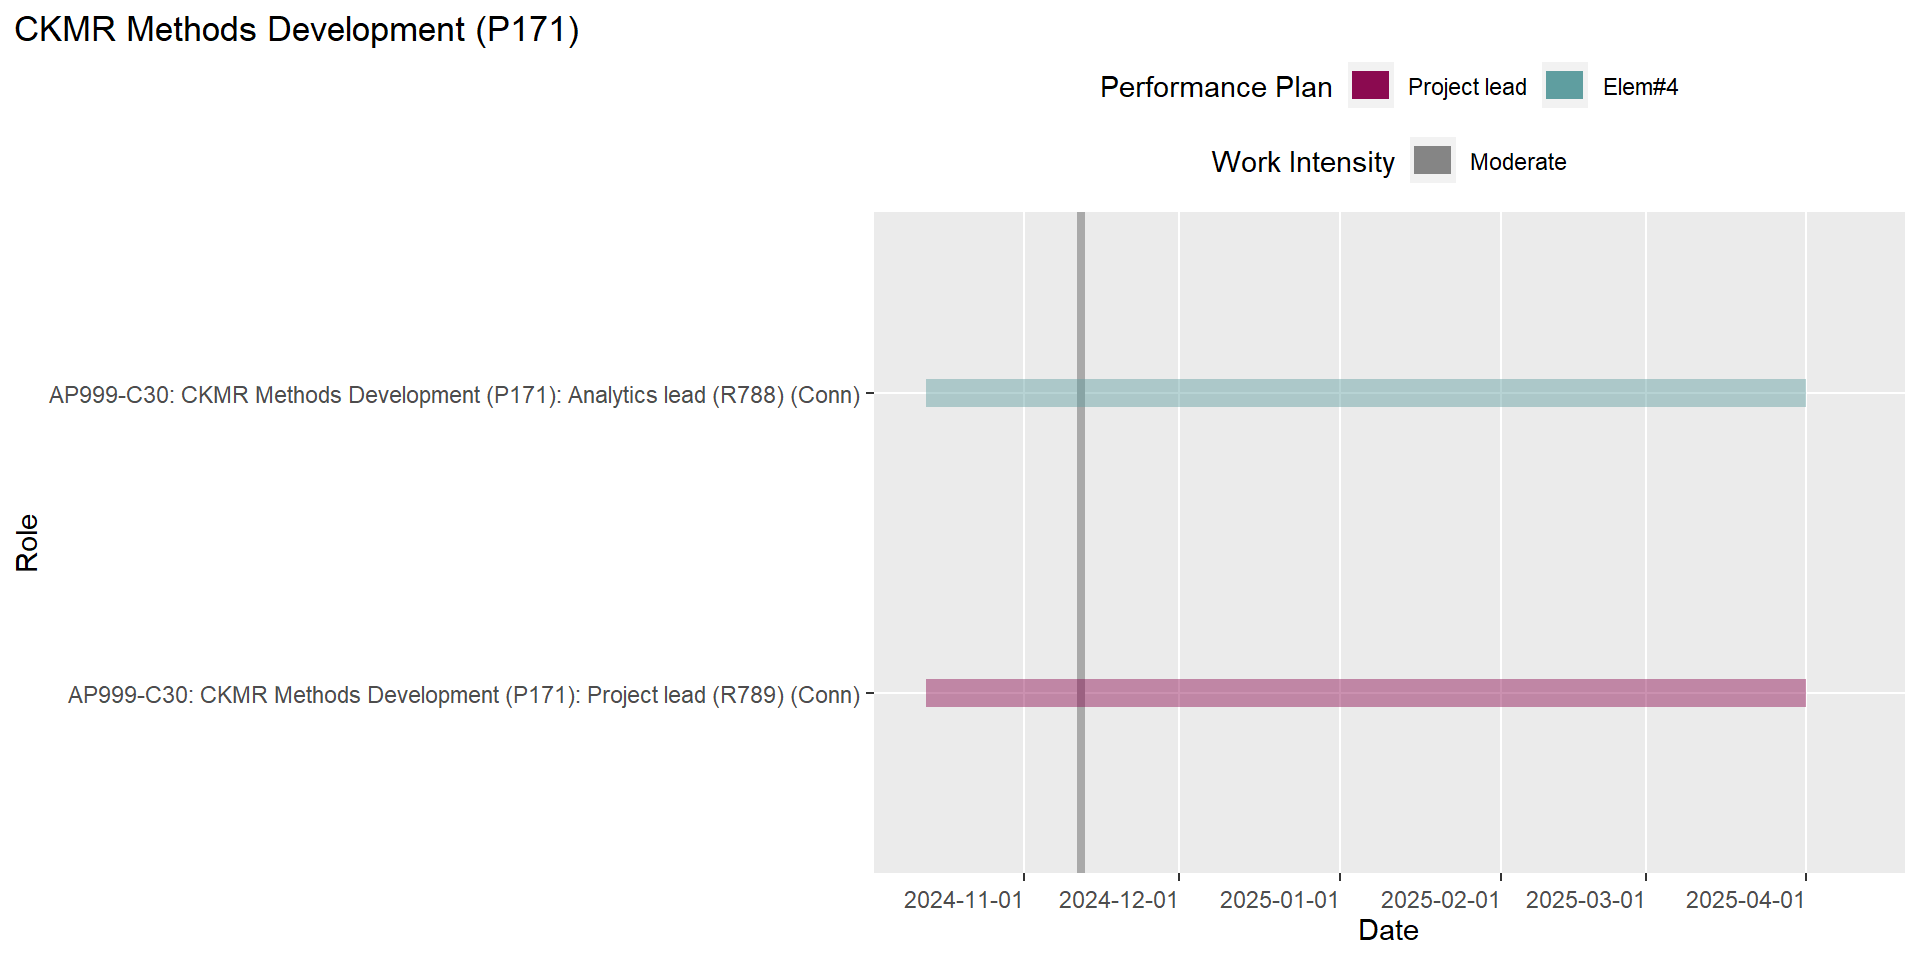 CKMR Methods Development (P171)
Performance Plan Project lead Elem#4
Work Intensity Moderate
AP999-C30: CKMR Methods Development (P171): Analytics lead (R788) (Conn)
Role
AP999-C30: CKMR Methods Development (P171): Project lead (R789) (Conn)
2024-11-01 2024-12-01 2025-01-01 2025-02-01 2025-03-01 2025-04-01
Date